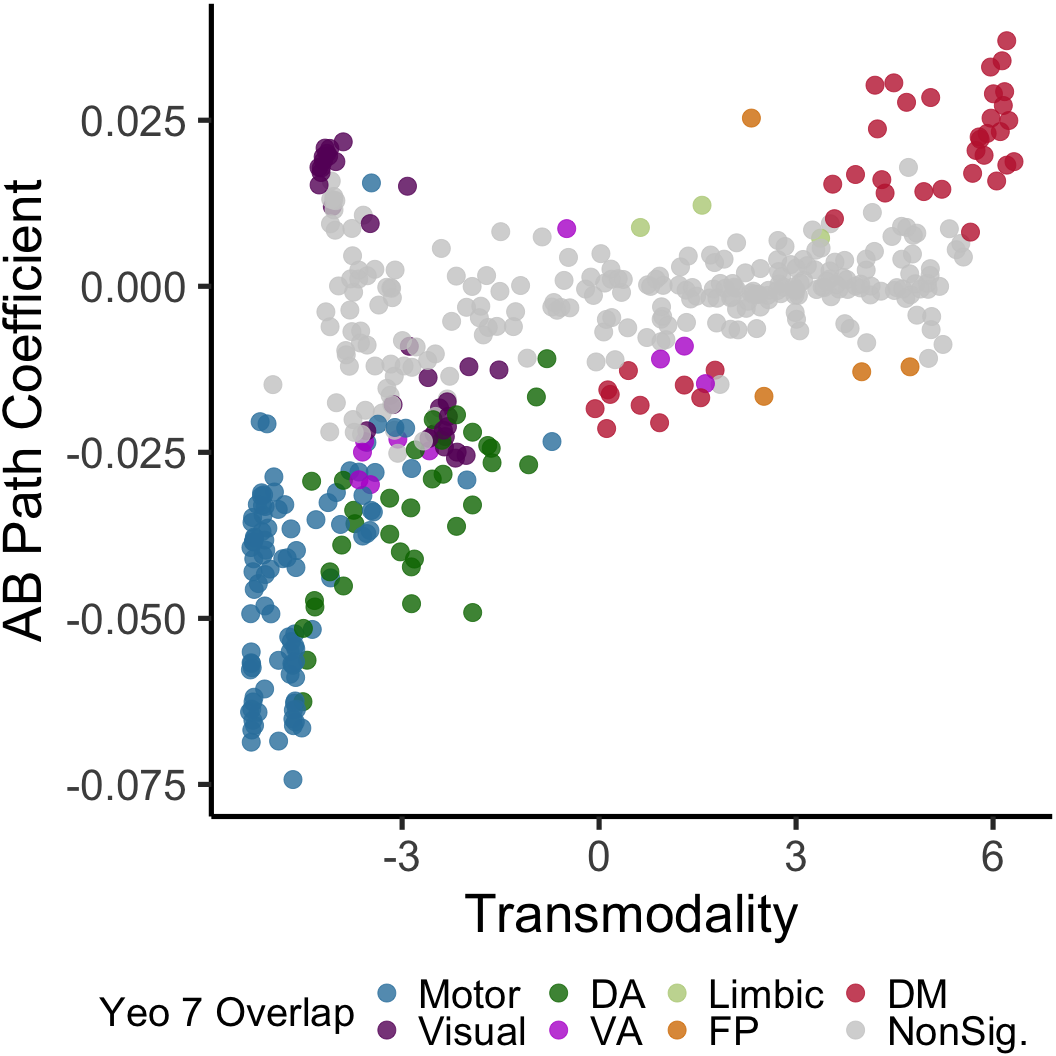 AB Path Coefficient
0.025
0.000
-0.025
-0.050
-0.075
-3 0 3 6
Transmodality
Yeo 7 Overlap
Motor DA Limbic DM
Visual VA FP NonSig.